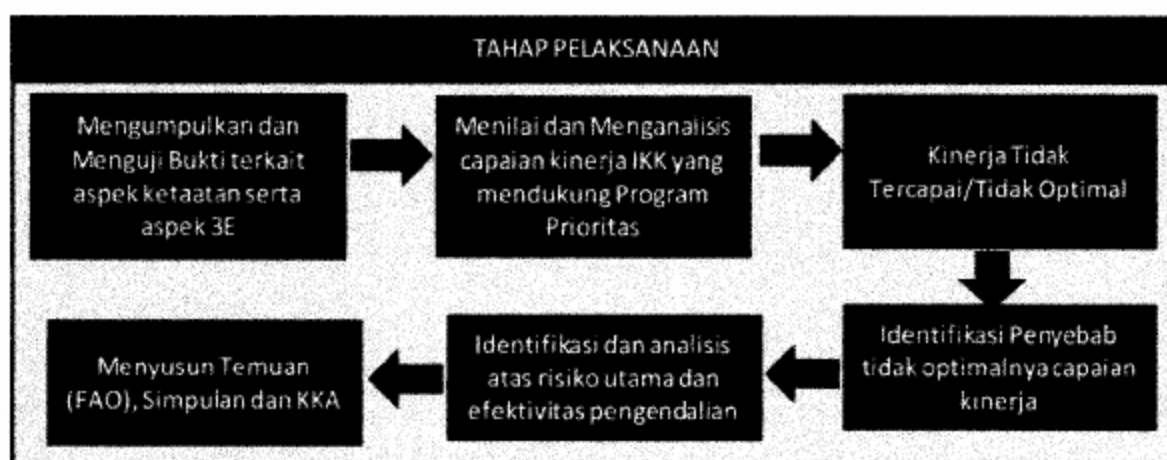 TAHAP PELAKSANAAN
Mengumpulkan dan
Menguji Bukti terkait
aspek ketaatan serta
aspek 3E
Menilai dan Menganalisis
capaian kinerja IKK yang
mendukung Program
Prioritas
Kinerja Tidak
Tercapai/Tidak Optimal
Identifikasi Penyebab
tidak optimalnya capaian
kinerja
Identifikasi dan analisis
atas risiko utama dan
efektivitas pengendalian
Menyusun Temuan
(FAO), Simpulan dan KKA